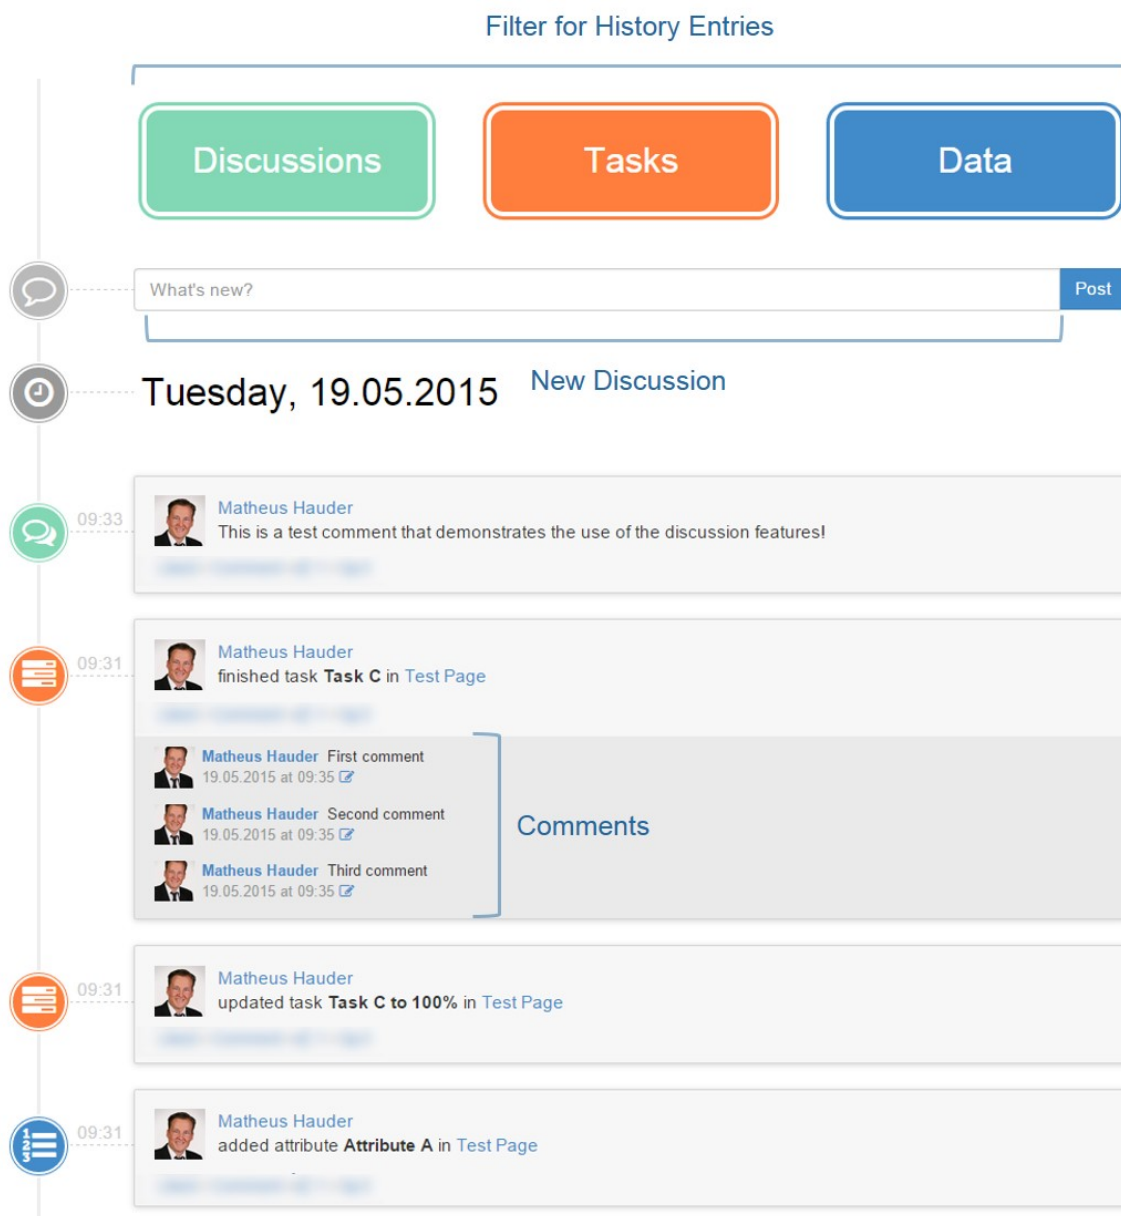 Filter for History Entries
Discussions
Tasks
Data
What's new?
Post
Tuesday, 19.05.2015
New Discussion
09:33
Matheus Hauder
This is a test comment that demonstrates the use of the discussion features!
09:31
Matheus Hauder
finished task Task C in Test Page
Matheus Hauder First comment
19.05.2015 at 09:35
Matheus Hauder Second comment
19.05.2015 at 09:35
Matheus Hauder Third comment
19.05.2015 at 09:35
Comments
09:31
Matheus Hauder
updated task Task C to 100% in Test Page
09:31
Matheus Hauder
added attribute Attribute A in Test Page